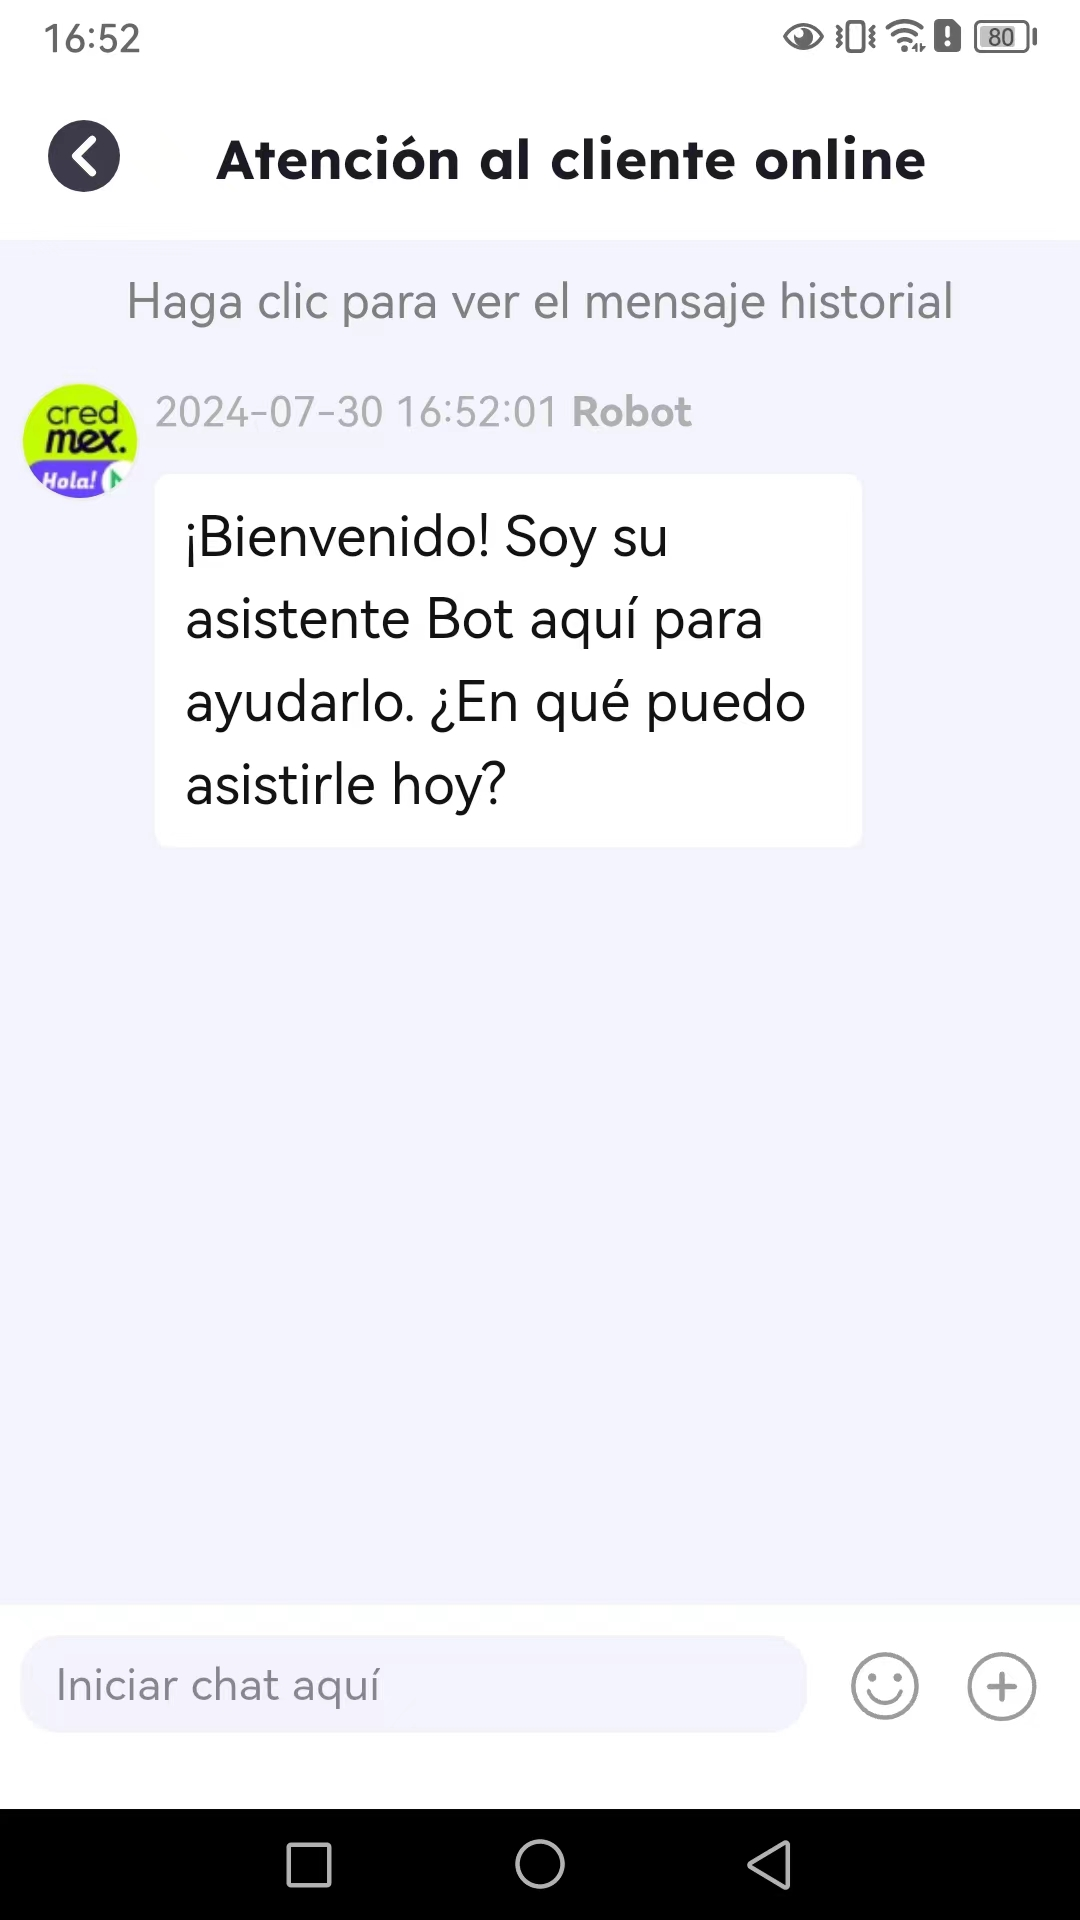 16:52
80
Atención al cliente online
Haga clic para ver el mensaje historial
cred
mex.
Hola!
2024-07-30 16:52:01 Robot
¡Bienvenido! Soy su
asistente Bot aquí para
ayudarlo. ¿En qué puedo
asistirle hoy?
Iniciar chat aquí